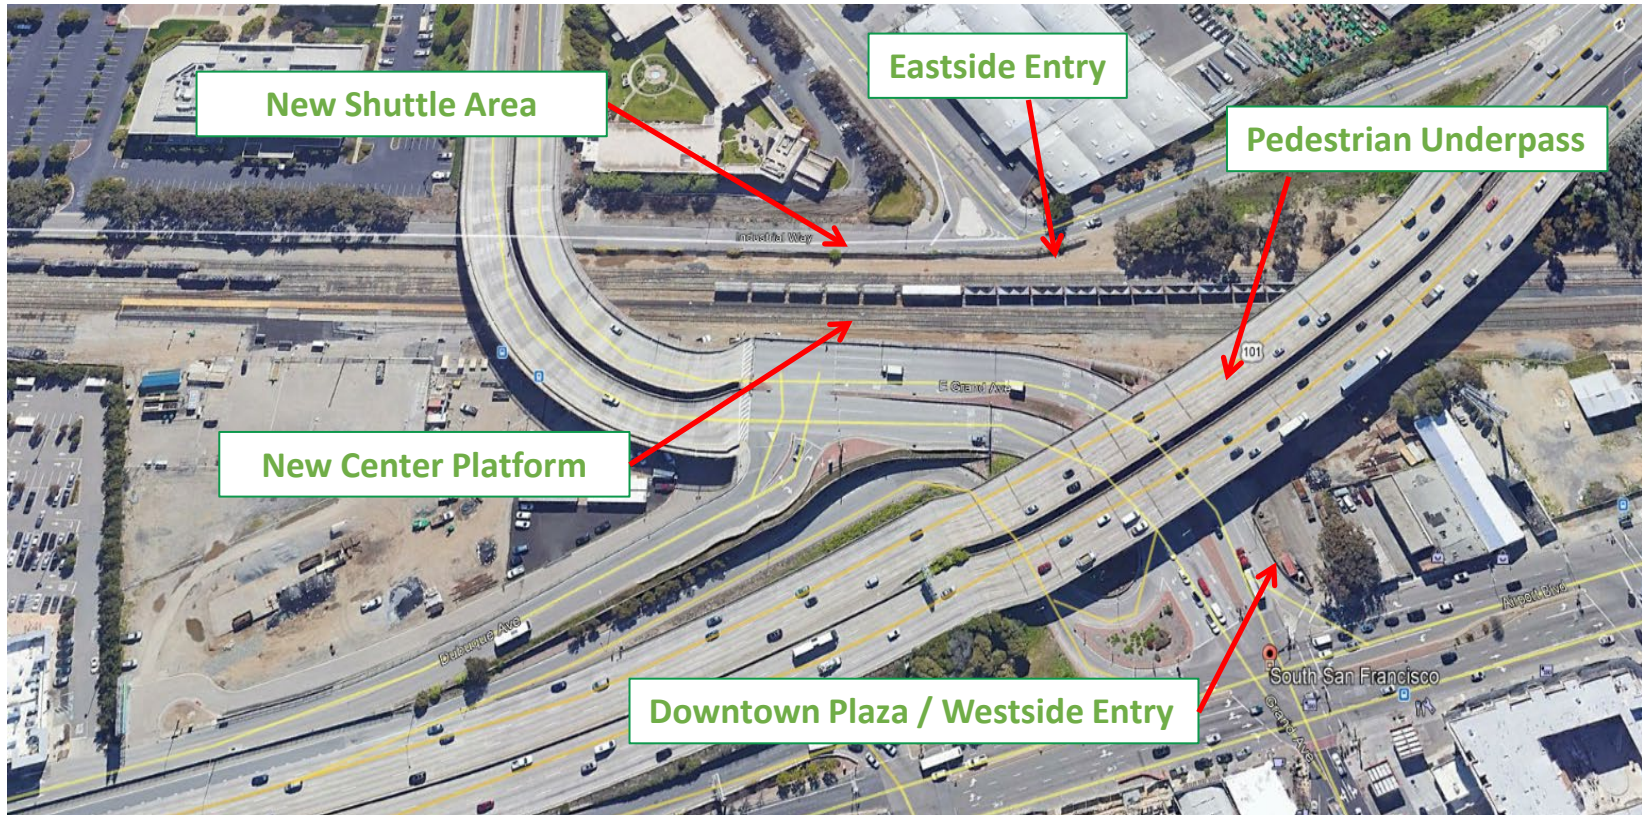 Eastside Entry
New Shuttle Area
Pedestrian Underpass
Industrial Way
101
E Grand Ave
New Center Platform
Airport Blvd
Dubuque Ave
South San Francisco
Downtown Plaza / Westside Entry
Grand Ave